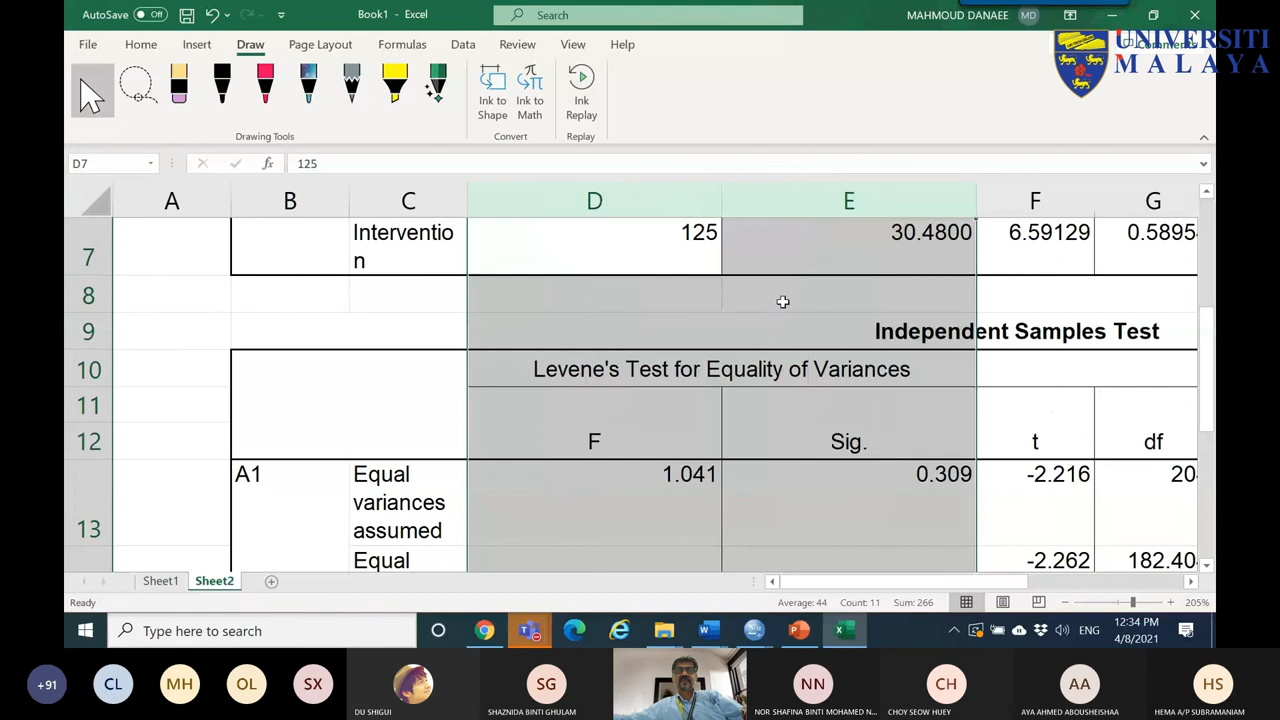 AutoSave Off
Book1 - Excel
Search
MAHMOUD DANAEE MD
File Home Insert Draw Page Layout Formulas Data Review View Help
Comments
UNIVERSITI
MALAYA
Ink to Shape
Ink to Math
Ink Replay
Drawing Tools
Convert
Replay
D7
fx
125
A B C D E F G
7 Interventio
n
125 30.4800 6.59129 0.5895
8
9 Independent Samples Test
10 Levene's Test for Equality of Variances
11
12 F Sig. t df
13 A1 Equal
variances
assumed
1.041 0.309 -2.216 20
Equal -2.262 182.40
Sheet1 Sheet2
Ready
Average: 44 Count: 11 Sum: 266
205%
Type here to search
ENG
12:34 PM
4/8/2021
+91 CL MH OL SX SG NN CH AA HS
DU SHIGUI
SHAZNIDA BINTI GHULAM
NOR SHAFINA BINTI MOHAMED N...
CHOY SEOW HUEY
AYA AHMED ABOUSHEISHAA
HEMA A/P SUBRAMANIAM